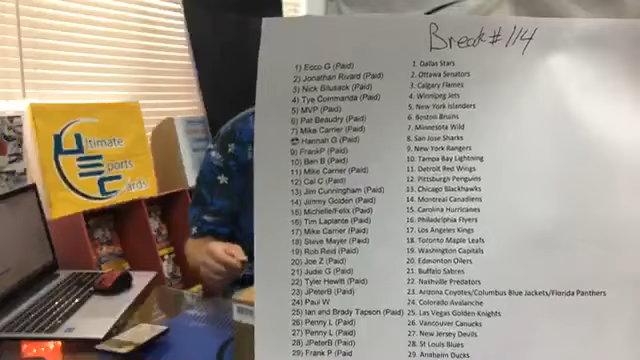 Break #114
1) Ecco G (Paid) 1. Dallas Stars
2) Jonathan Rivard (Paid) 2. Ottawa Senators
3) Nick Bilusack (Paid) 3. Calgary Flames
4) Tye Commanda (Paid) 4. Winnipeg Jets
5) MVP (Paid) 5. New York Islanders
6) Pat Beaudry (Paid) 6. Boston Bruins
7) Mike Carrier (Paid) 7. Minnesota Wild
Hannah G (Paid) 8. San Jose Sharks
9) FrankP (Paid) 9. New York Rangers
10) Ben B (Paid) 10. Tampa Bay Lightning
11) Mike Carrier (Paid) 11. Detroit Red Wings
12) Cal C (Paid) 12. Pittsburgh Penguins
13) Jim Cunningham (Paid) 13. Chicago Blackhawks
14) Jimmy Golden (Paid) 14. Montreal Canadiens
15) Michelle/Felix (Paid) 15. Carolina Hurricanes
16) Tim Laplante (Paid) 16. Philadelphia Flyers
17) Mike Carrier (Paid) 17. Los Angeles Kings
18) Steve Mayer (Paid) 18. Toronto Maple Leafs
19) Rob Reid (Paid) 19. Washington Capitals
20) Joe Z (Paid) 20. Edmonton Oilers
21) Judie G (Paid) 21. Buffalo Sabres
22) Tyler Hewitt (Paid) 22. Nashville Predators
23) JPeterB (Paid) 23. Arizona Coyotes/Columbus Blue Jackets/Florida Panthers
24) Paul W 24. Colorado Avalanche
25) Ian and Brady Tapson (Paid) 25. Las Vegas Golden Knights
26) Penny L (Paid) 26. Vancouver Canucks
27) Penny L (Paid) 27. New Jersey Devils
28) JPeterB (Paid) 28. St Louis Blues
29) Frank P (Paid 29. Anaheim Ducks
Ultimate
Sports
Cards